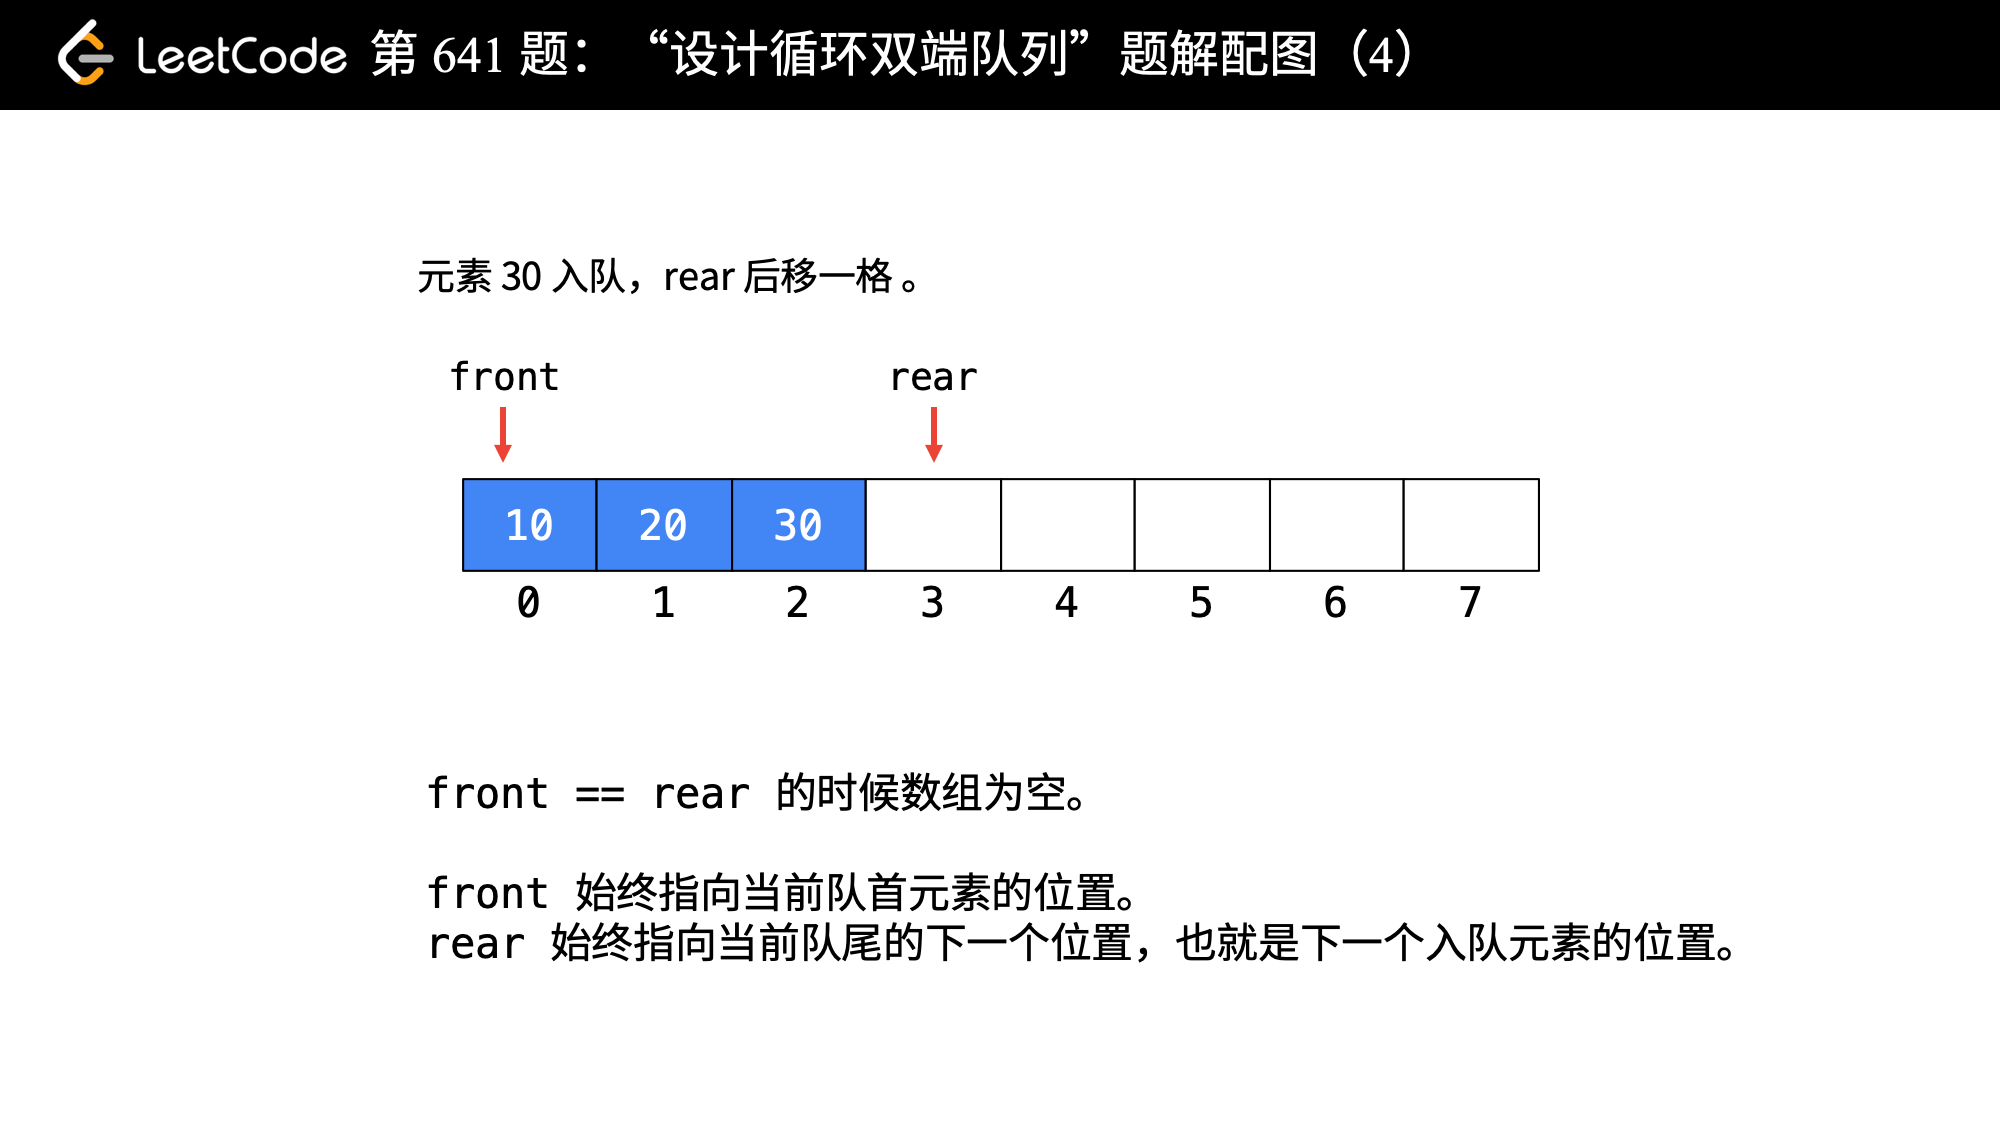 LeetCode 第 641 题：“设计循环双端队列”题解配图（4）
元素 30 入队，rear 后移一格 。
front rear
10 20 30
0 1 2 3 4 5 6 7
front == rear 的时候数组为空。
front 始终指向当前队首元素的位置。
rear 始终指向当前队尾的下一个位置，也就是下一个入队元素的位置。